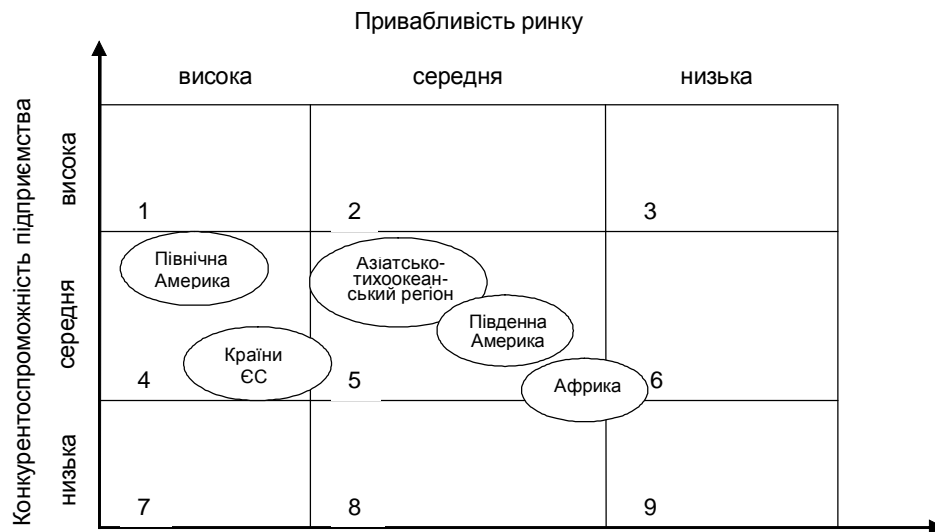 Привабливість ринку
висока
середня
низька
Конкурентоспроможність підприємства
висока
середня
низька
1
2
3
Північна
Америка
Азіатсько-
тихоокеан-
ський регіон
Південна
Америка
Країни
ЄС
Африка
4
5
6
7
8
9